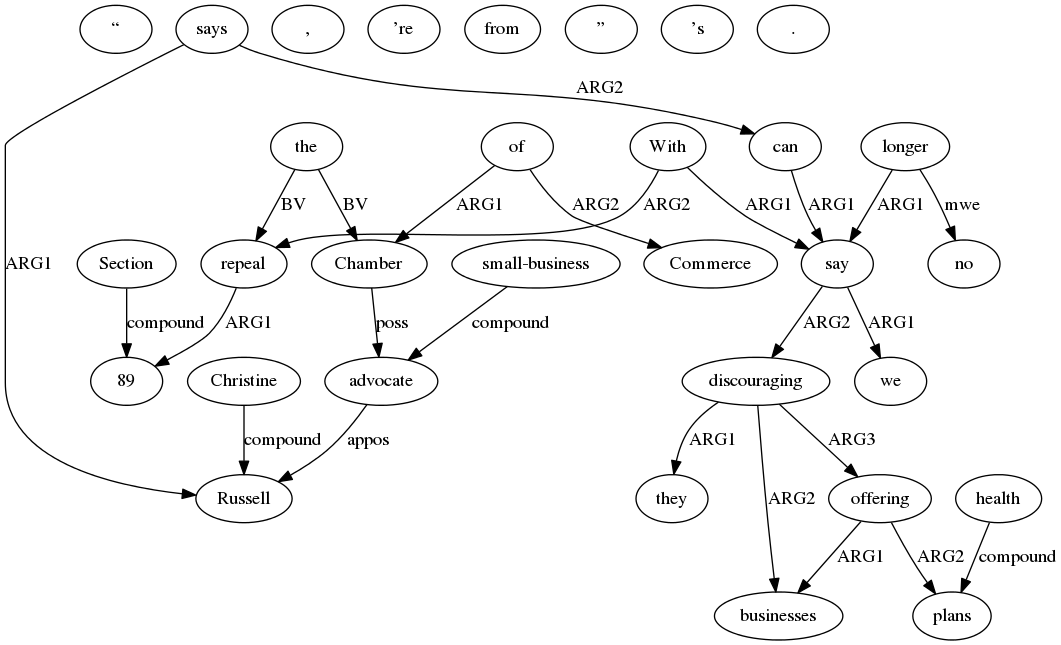 “ says , ’re from ” ’s .
ARG2
the of With can longer
BV BV ARG1 ARG2 ARG2 ARG1 ARG1 ARG1 mwe
ARG1 Section repeal Chamber small-business Commerce say no
compound ARG1 poss compound ARG2 ARG1
89 Christine advocate discouraging we
compound appos ARG1 ARG2 ARG3
Russell they offering health
ARG1 ARG2 compound
businesses plans